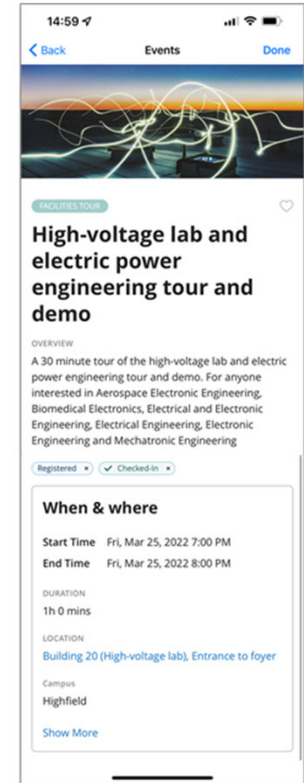 14:59
Back
Events
Done
FACILITIES TOUR
High-voltage lab and
electric power
engineering tour and
demo
OVERVIEW
A 30 minute tour of the high-voltage lab and electric
power engineering tour and demo. For anyone
interested in Aerospace Electronic Engineering,
Biomedical Electronics, Electrical and Electronic
Engineering, Electrical Engineering, Electronic
Engineering and Mechatronic Engineering
Registered × ✓ Checked-In ×
When & where
Start Time Fri, Mar 25, 2022 7:00 PM
End Time Fri, Mar 25, 2022 8:00 PM
DURATION
1h 0 mins
LOCATION
Building 20 (High-voltage lab), Entrance to foyer
Campus
Highfield
Show More